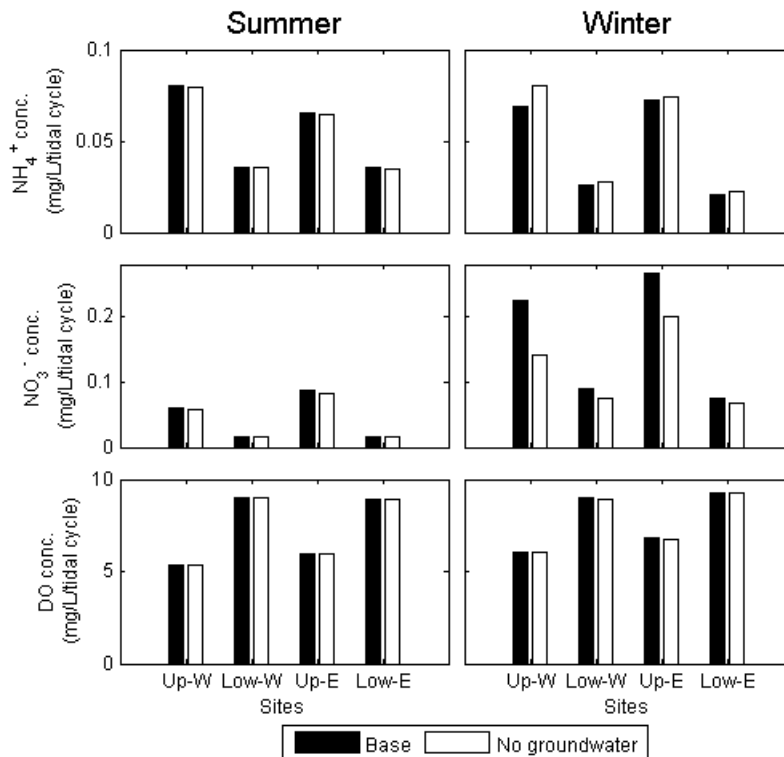 Summer Winter
NH4+ conc.
(mg/L/tidal cycle)
0.1
0.05
0
NO3- conc.
(mg/L/tidal cycle)
0.2
0.1
0
DO conc.
(mg/L/tidal cycle)
10
5
0
Up-W Low-W Up-E Low-E Up-W Low-W Up-E Low-E
Sites Sites
Base No groundwater